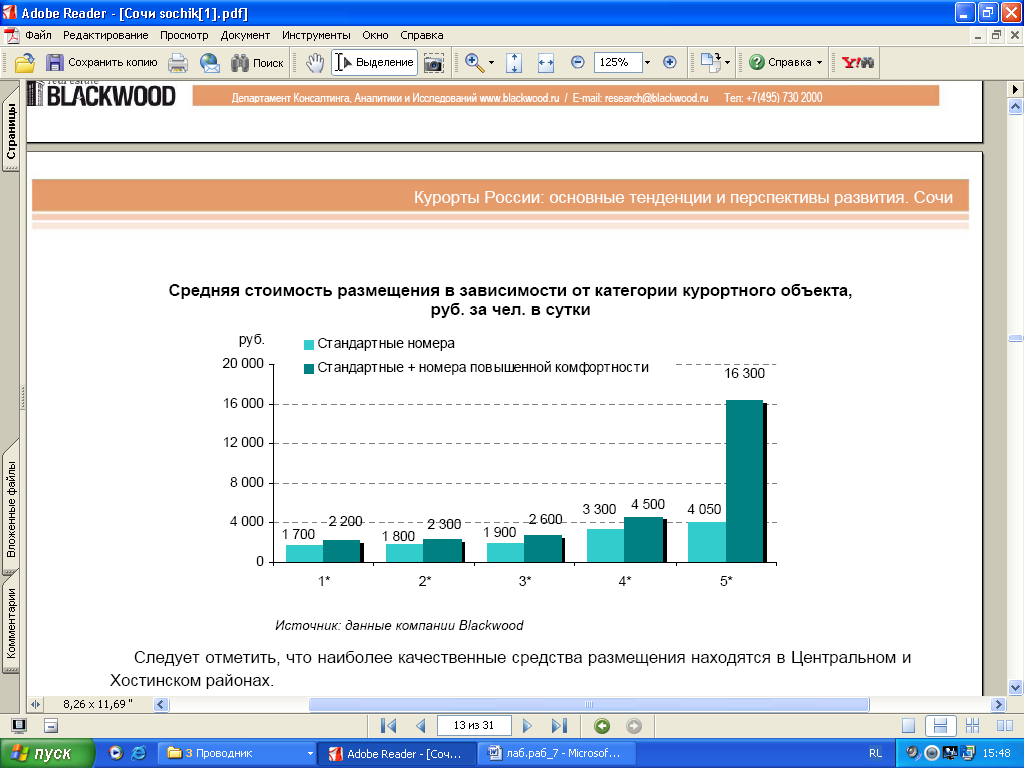 Adobe Reader - [Сочи sochik[1].pdf]
Файл Редактирование Просмотр Документ Инструменты Окно Справка
Сохранить копию Поиск Выделение 125% Справка Y!
Страницы
BLACKWOOD
Департамент Консалтинга, Аналитики и Исследований www.blackwood.ru / E-mail: research@blackwood.ru Тел: +7(495) 730 2000
Курорты России: основные тенденции и перспективы развития. Сочи
Средняя стоимость размещения в зависимости от категории курортного объекта,
руб. за чел. в сутки
руб.
Стандартные номера
Стандартные + номера повышенной комфортности
20 000
16 000
12 000
8 000
4 000
0
1 700
2 200
1 800
2 300
1 900
2 600
3 300
4 500
4 050
16 300
1* 2* 3* 4* 5*
Источник: данные компании Blackwood
Следует отметить, что наиболее качественные средства размещения находятся в Центральном и
Хостинском районах.
Вложенные файлы
Комментарии
8,26 x 11,69 "
13 из 31
пуск
3 Проводник
Adobe Reader - [Соч...
лаб.раб_7 - Microsof...
RL
15:48